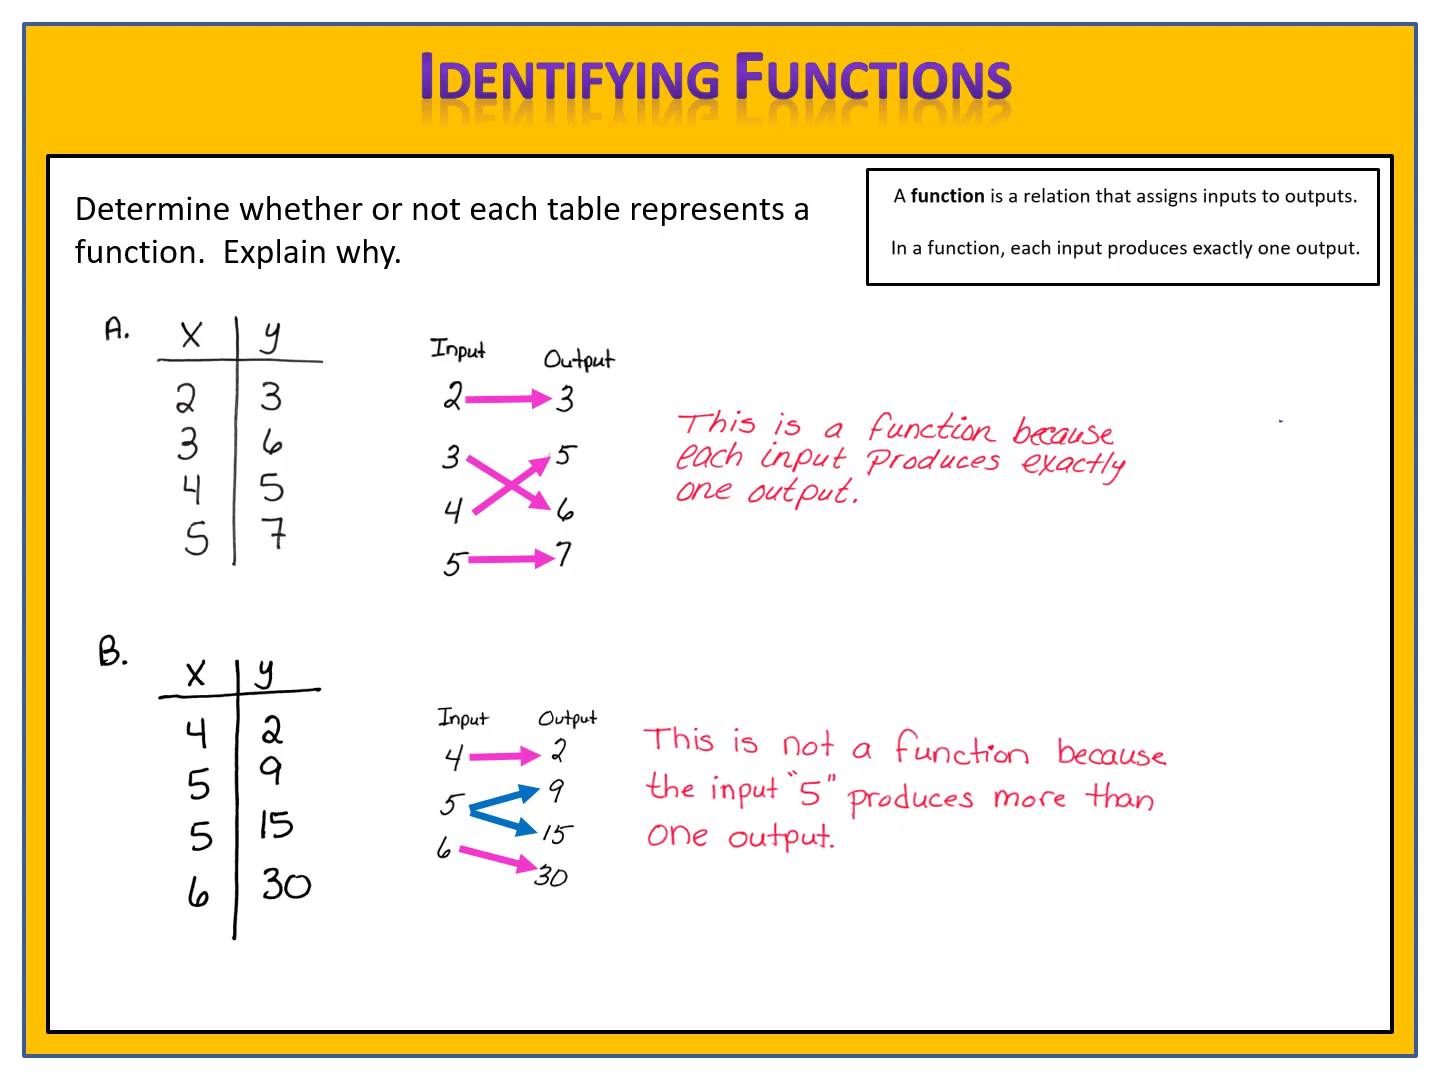 IDENTIFYING FUNCTIONS
Determine whether or not each table represents a
function. Explain why.
A function is a relation that assigns inputs to outputs.
In a function, each input produces exactly one output.
A.
x y
2 3
3 6
4 5
5 7
Input Output
2 3
3 5
4 6
5 7
This is a function because
each input produces exactly
one output.
B.
x y
4 2
5 9
5 15
6 30
Input Output
4 2
5 9
6 15
30
This is not a function because
the input "5" produces more than
one output.